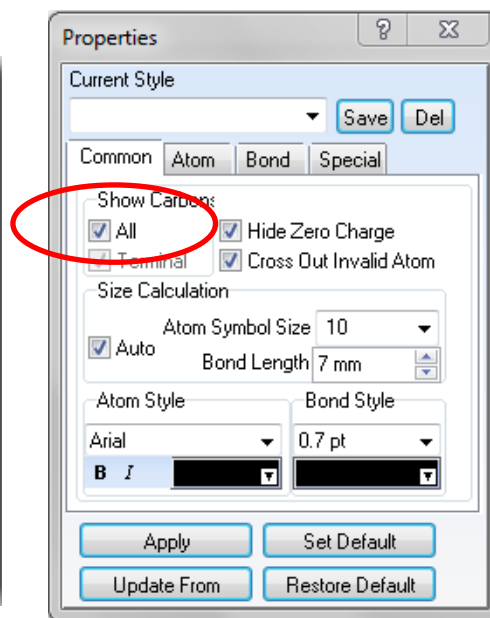 Properties
Current Style
Save Del
Common Atom Bond Special
Show Carbons
All Hide Zero Charge
Terminal Cross Out Invalid Atom
Size Calculation
Atom Symbol Size 10
Auto
Bond Length 7 mm
Atom Style Bond Style
Arial 0.7 pt
B I
Apply Set Default
Update From Restore Default